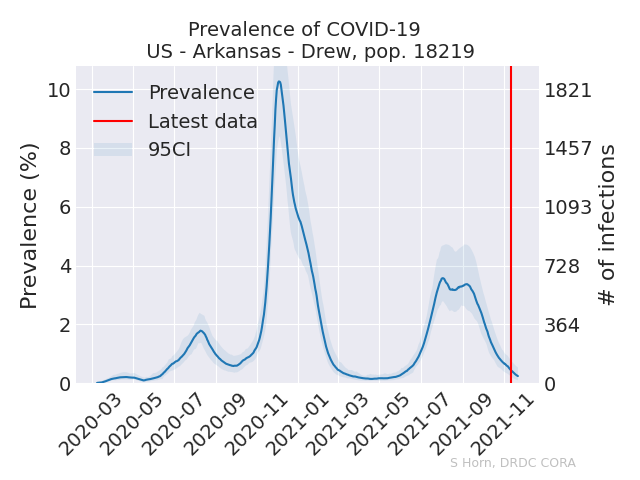 Prevalence of COVID-19
US - Arkansas - Drew, pop. 18219
Prevalence
Latest data
95CI
Prevalence (%)
10
8
6
4
2
0
1821
1457
1093
728
364
0
# of infections
2020-03
2020-05
2020-07
2020-09
2020-11
2021-01
2021-03
2021-05
2021-07
2021-09
2021-11
S Horn, DRDC CORA